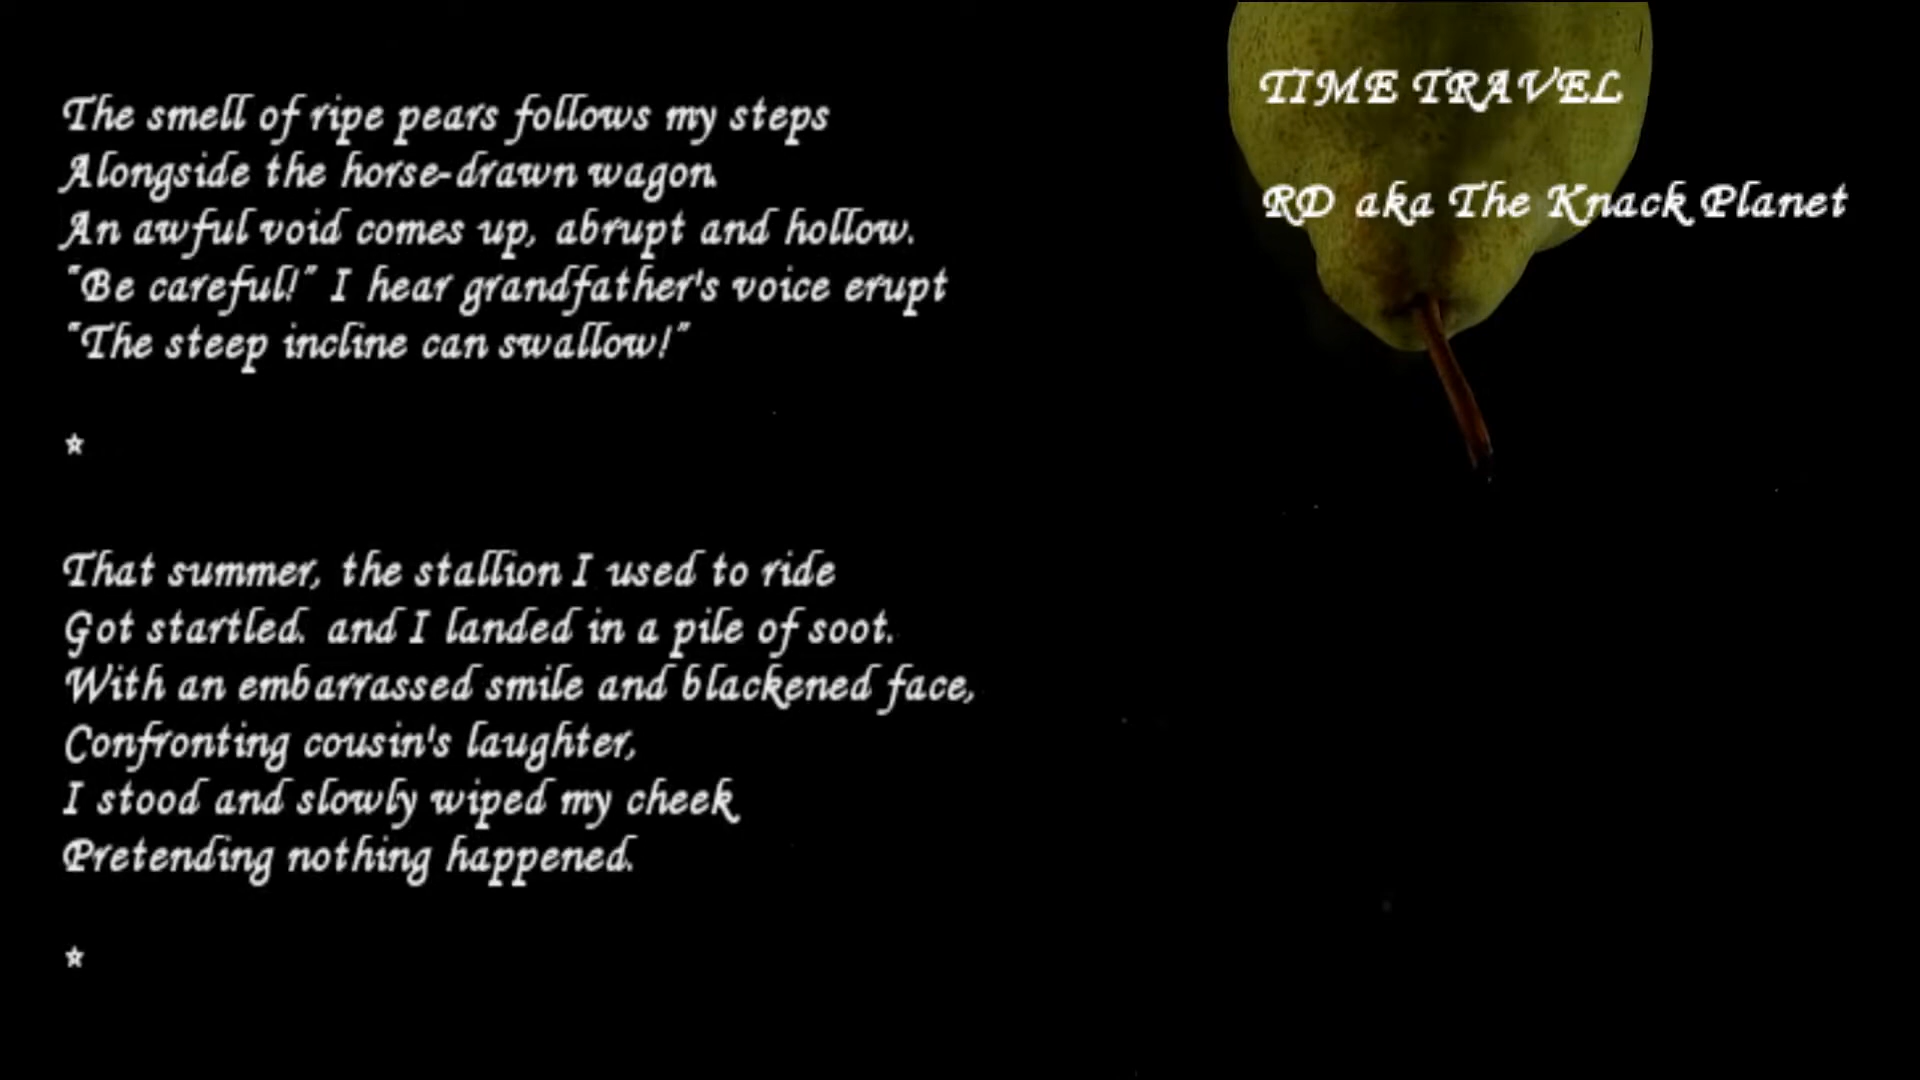 The smell of ripe pears follows my steps
Alongside the horse-drawn wagon.
An awful void comes up, abrupt and hollow.
"Be careful!" I hear grandfather's voice erupt
"The steep incline can swallow!"
*
That summer, the stallion I used to ride
Got startled. and I landed in a pile of soot.
With an embarrassed smile and blackened face,
Confronting cousin's laughter,
I stood and slowly wiped my cheek
Pretending nothing happened.
*
TIME TRAVEL
RD aka The Knack Planet